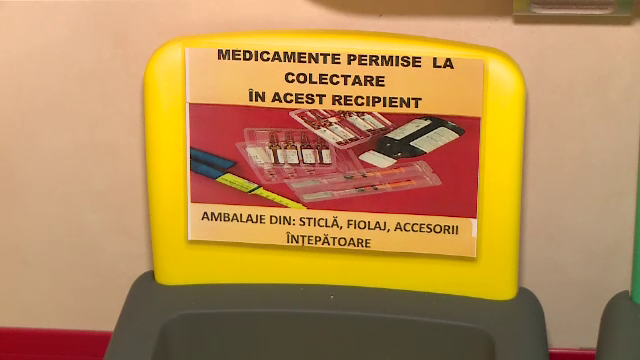 MEDICAMENTE PERMISE LA
COLECTARE
ÎN ACEST RECIPIENT
AMBALAJE DIN: STICLĂ, FIOLAJ, ACCESORII
ÎNȚEPĂTOARE